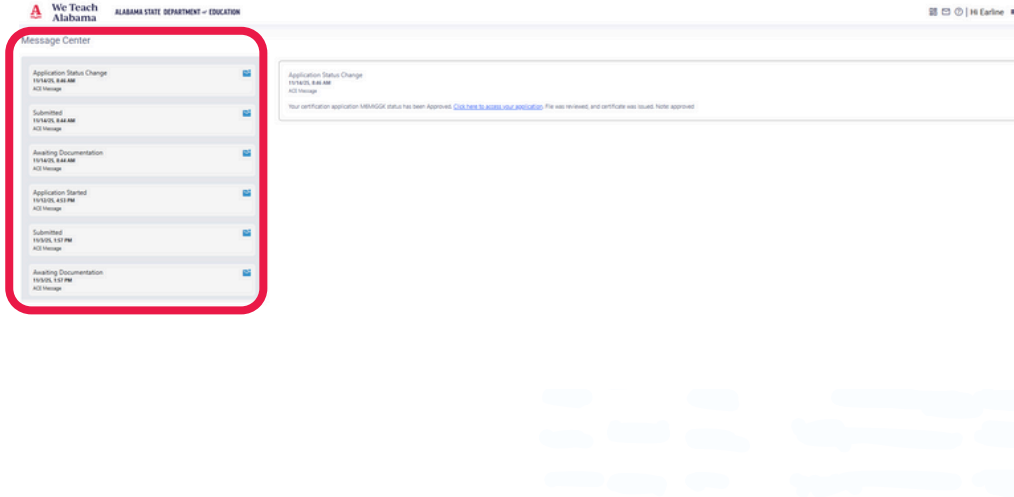 We Teach
Alabama
ALABAMA STATE DEPARTMENT of EDUCATION
Hi Earline
Message Center
Application Status Change
11/14/25, 8:46 AM
ACE Message
Submitted
11/14/25, 8:44 AM
ACE Message
Awaiting Documentation
11/14/25, 8:44 AM
ACE Message
Application Started
11/12/25, 4:53 PM
ACE Message
Submitted
11/5/25, 1:57 PM
ACE Message
Awaiting Documentation
11/5/25, 1:57 PM
ACE Message
Application Status Change
11/14/25, 8:46 AM
ACE Message
Your certification application status has been Approved. Click here to access your application. File was reviewed, and certificate was issued. Note: approved